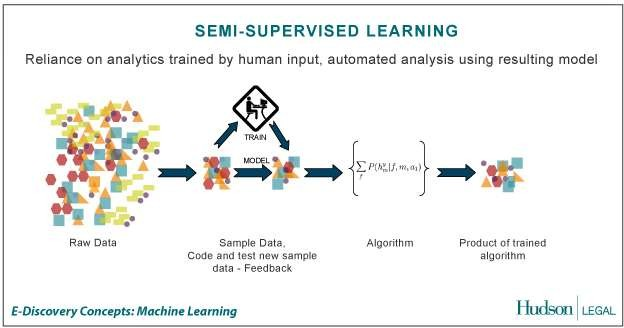 SEMI-SUPERVISED LEARNING
Reliance on analytics trained by human input, automated analysis using resulting model
TRAIN
MODEL
Raw Data
Sample Data,
Code and test new sample
data - Feedback
Algorithm
Product of trained
algorithm
E-Discovery Concepts: Machine Learning
Hudson LEGAL